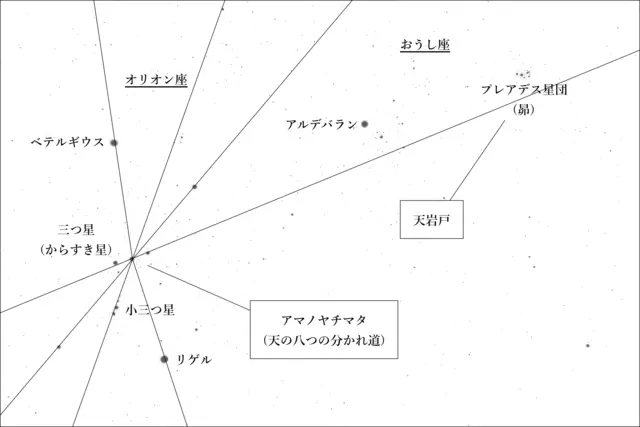 おうし座
オリオン座
プレアデス星団
（昴）
アルデバラン
ベテルギウス
天岩戸
三つ星
（からすき星）
小三つ星
アマノヤチマタ
（天の八つの分かれ道）
リゲル